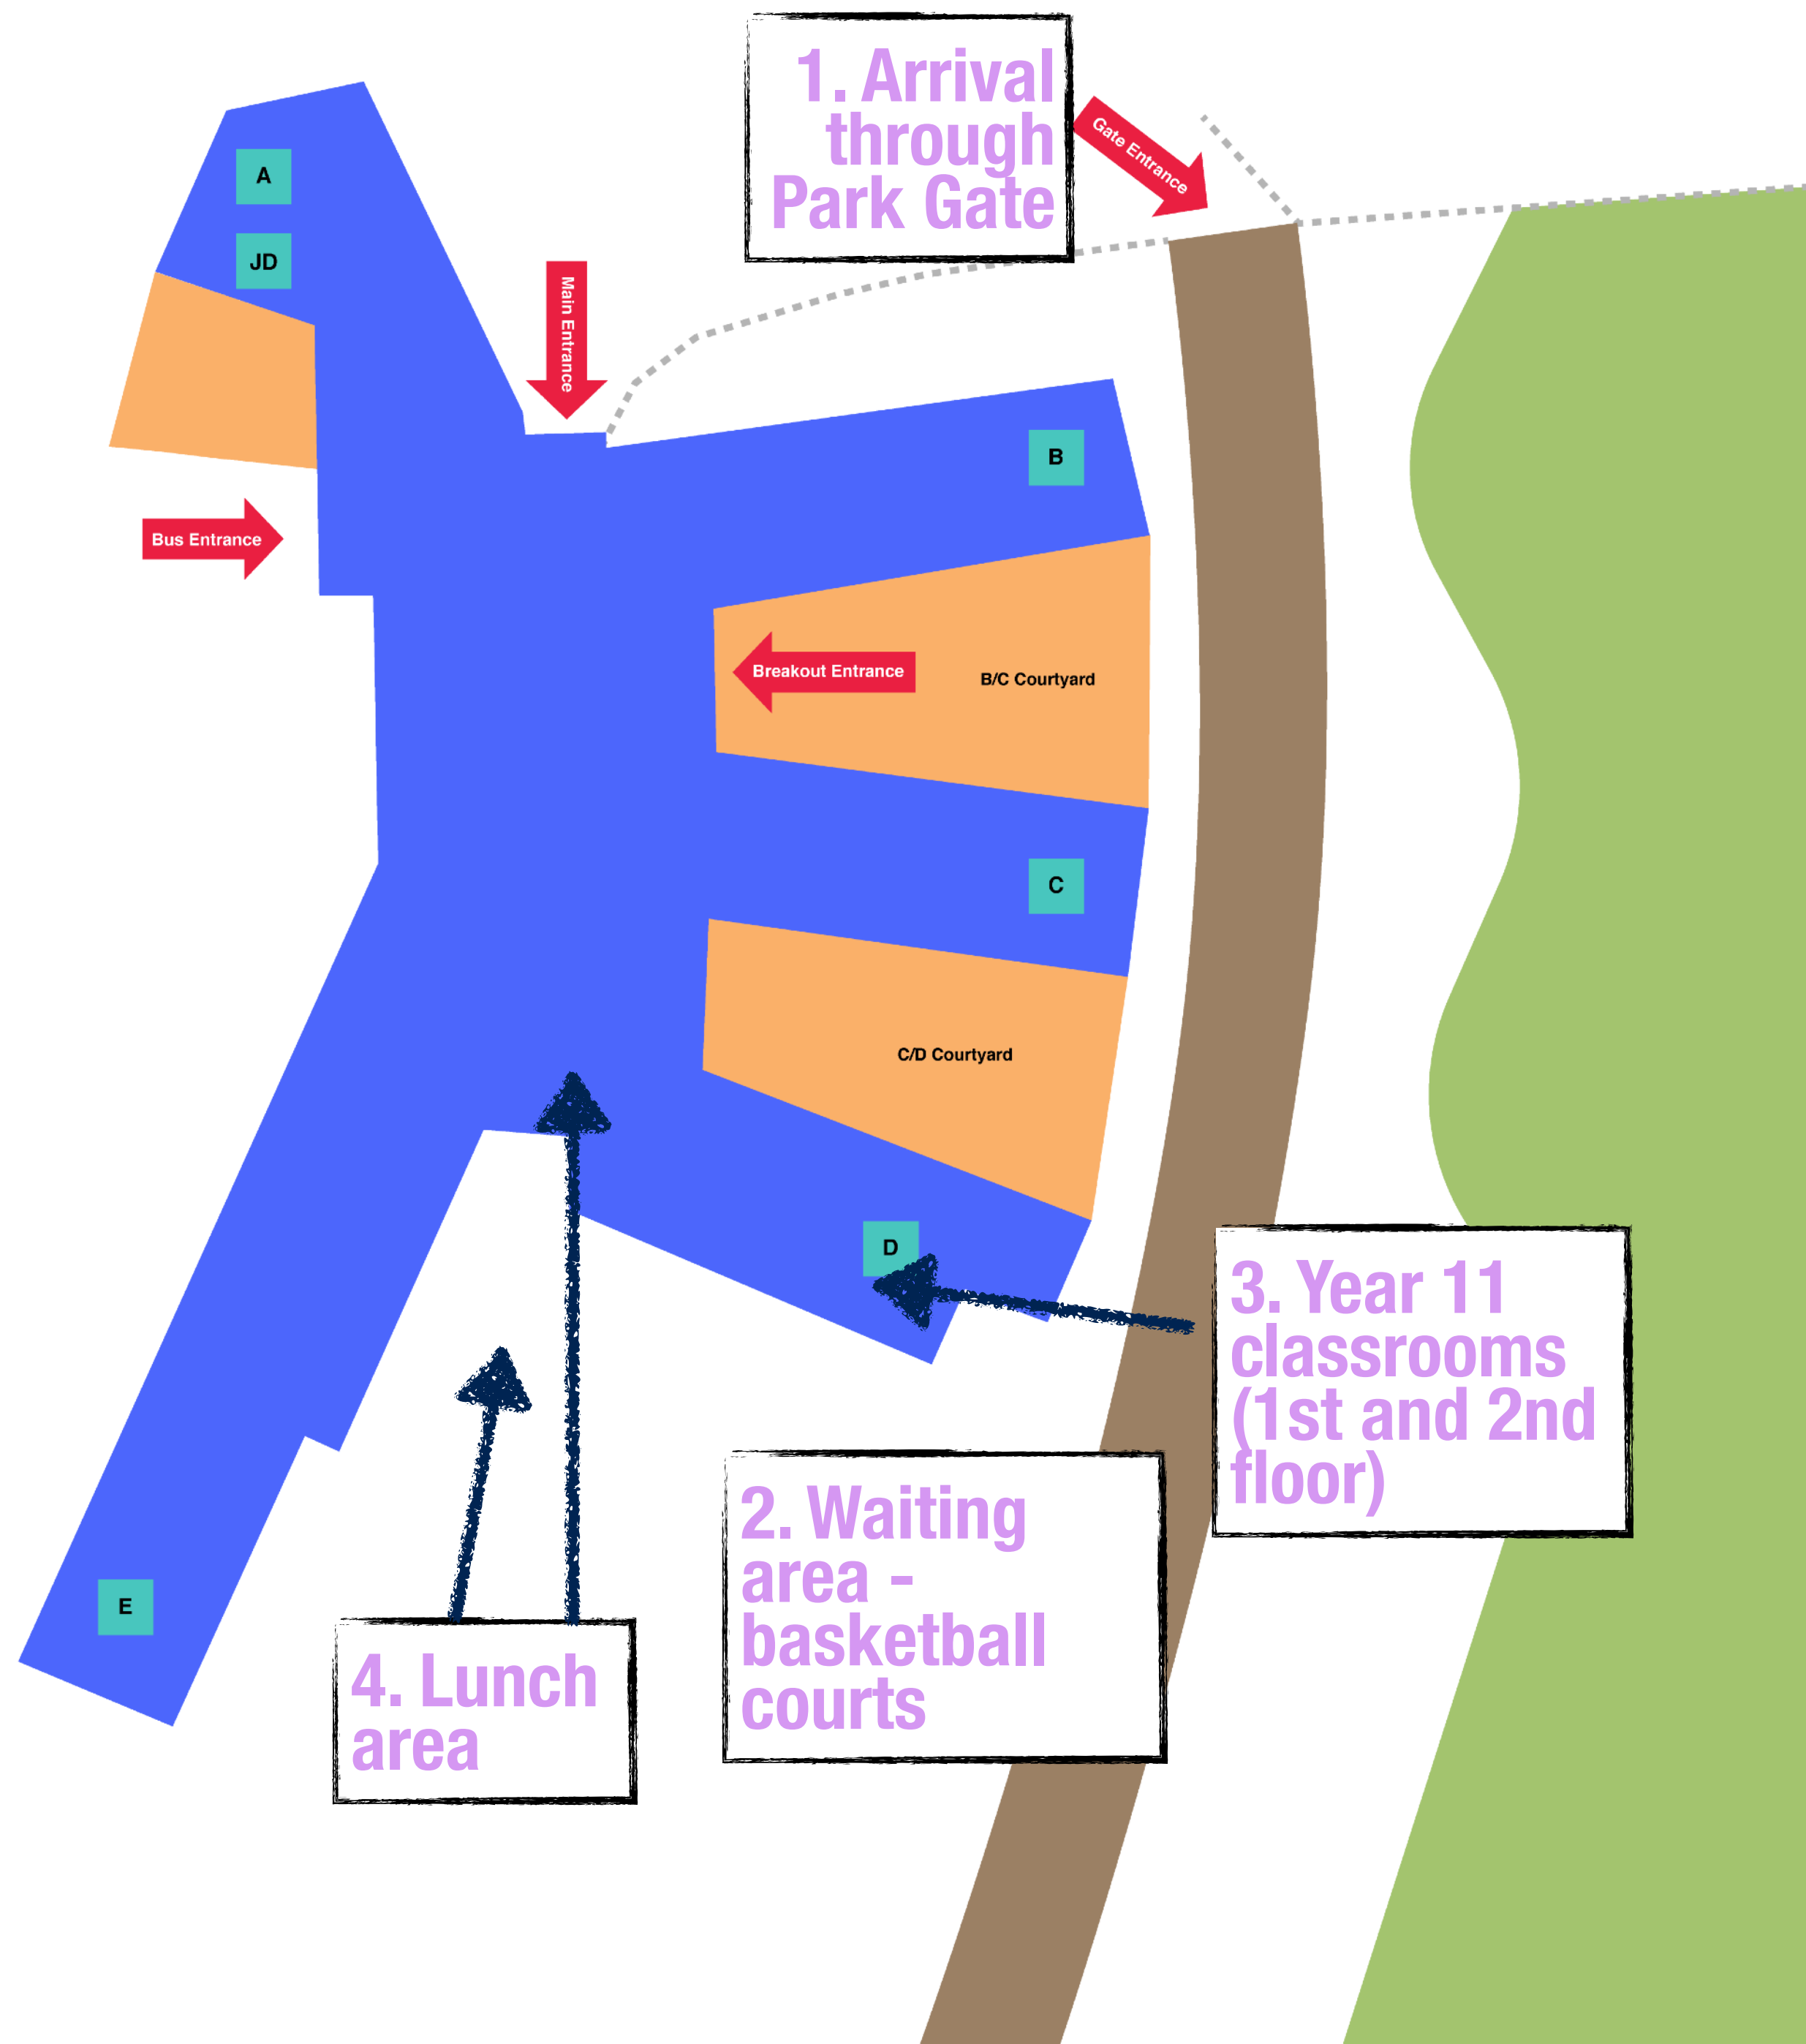 1. Arrival
through
Park Gate
Gate Entrance
A
JD
Main Entrance
B
Bus Entrance
Breakout Entrance
B/C Courtyard
C
C/D Courtyard
D
3. Year 11
classrooms
(1st and 2nd
floor)
2. Waiting
area -
basketball
courts
E
4. Lunch
area